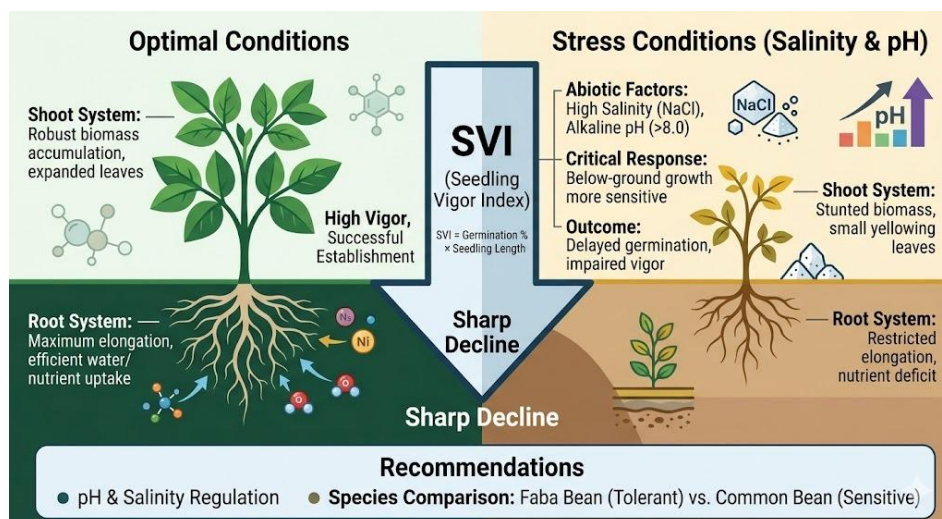 Optimal Conditions
Shoot System:
Robust biomass
accumulation,
expanded leaves
High Vigor,
Successful
Establishment
Root System:
Maximum elongation,
efficient water/
nutrient uptake
N₃
Ni
O
O
SVI
(Seedling
Vigor Index)
SVI = Germination %
× Seedling Length
Sharp
Decline
Sharp Decline
Stress Conditions (Salinity & pH)
Abiotic Factors:
High Salinity (NaCl),
Alkaline pH (>8.0)
Critical Response:
Below-ground growth
more sensitive
Outcome:
Delayed germination,
impaired vigor
NaCl
pH
Shoot System:
Stunted biomass,
small yellowing
leaves
Root System:
Restricted
elongation,
nutrient deficit
Recommendations
• pH & Salinity Regulation • Species Comparison: Faba Bean (Tolerant) vs. Common Bean (Sensitive)